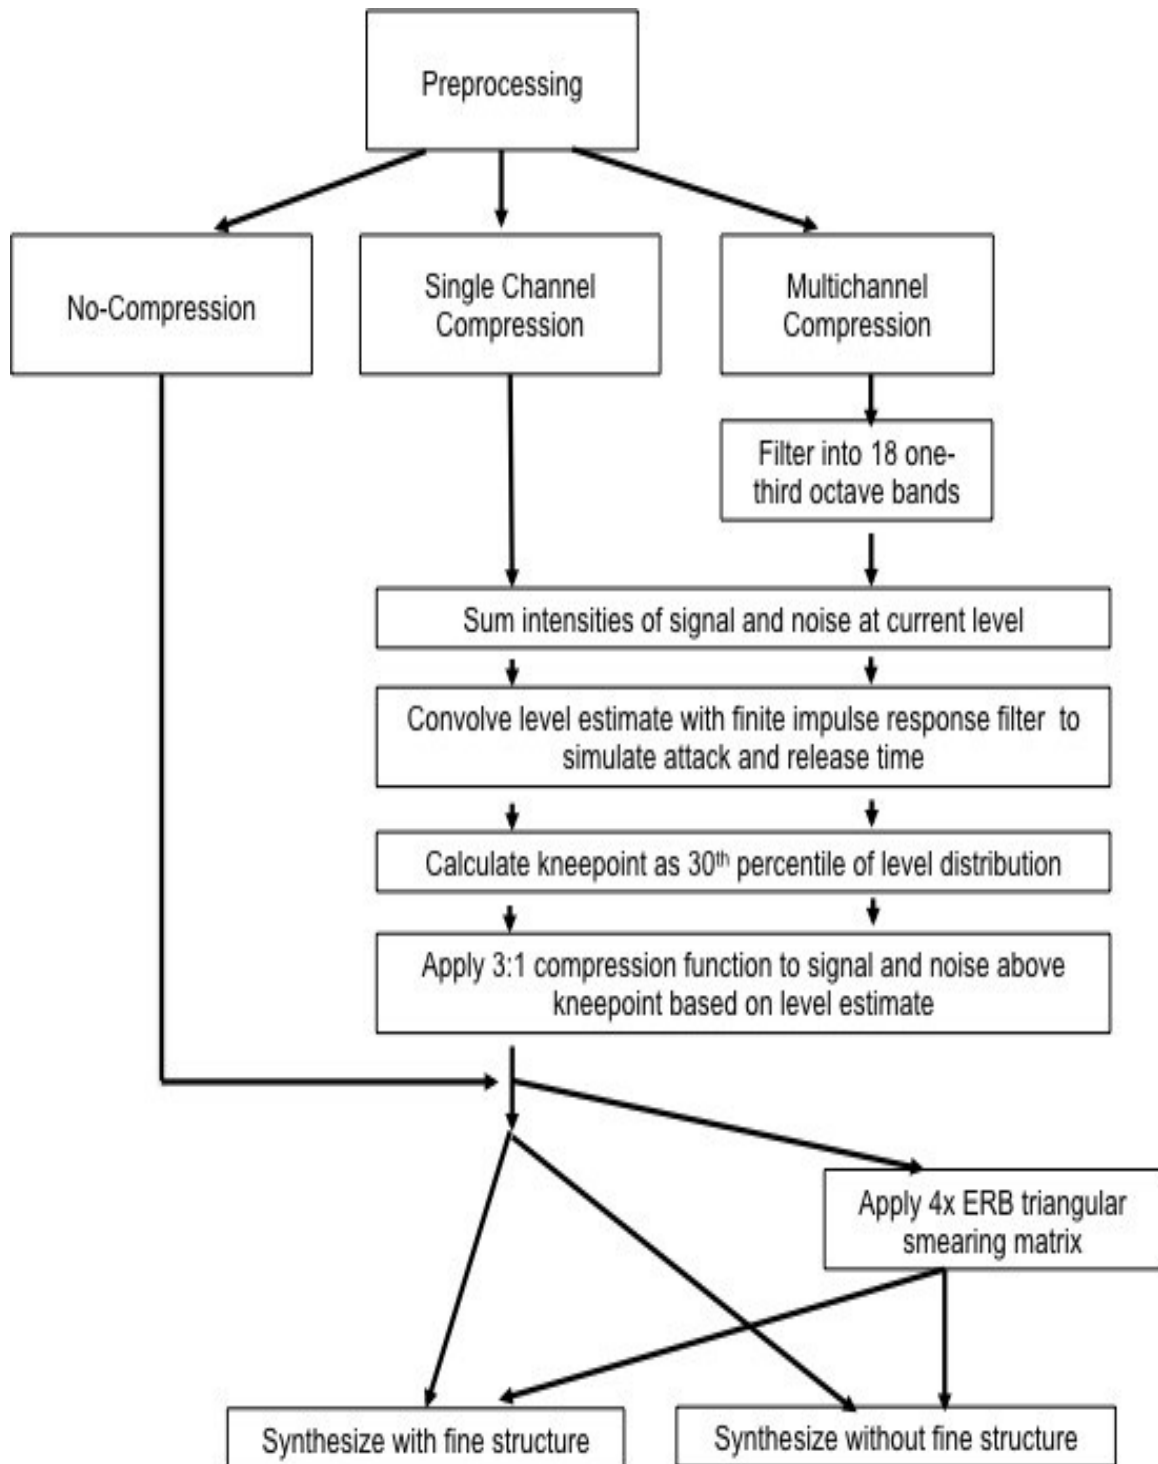 Preprocessing
No-Compression
Single Channel
Compression
Multichannel
Compression
Filter into 18 one-
third octave bands
Sum intensities of signal and noise at current level
Convolve level estimate with finite impulse response filter to
simulate attack and release time
Calculate kneepoint as 30th percentile of level distribution
Apply 3:1 compression function to signal and noise above
kneepoint based on level estimate
Apply 4x ERB triangular
smearing matrix
Synthesize with fine structure
Synthesize without fine structure